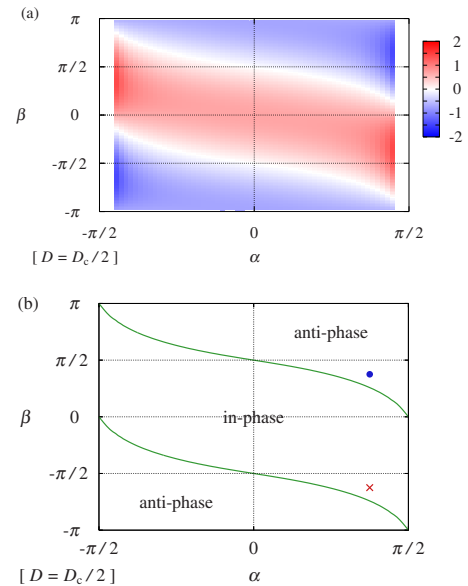 (a)
π
π/2
β
0
-π/2
-π
-π/2
0
π/2
[ D = D_c/2 ]
α
2
1
0
-1
-2
(b)
π
anti-phase
π/2
β
0
in-phase
-π/2
anti-phase
-π
-π/2
0
π/2
[ D = D_c/2 ]
α